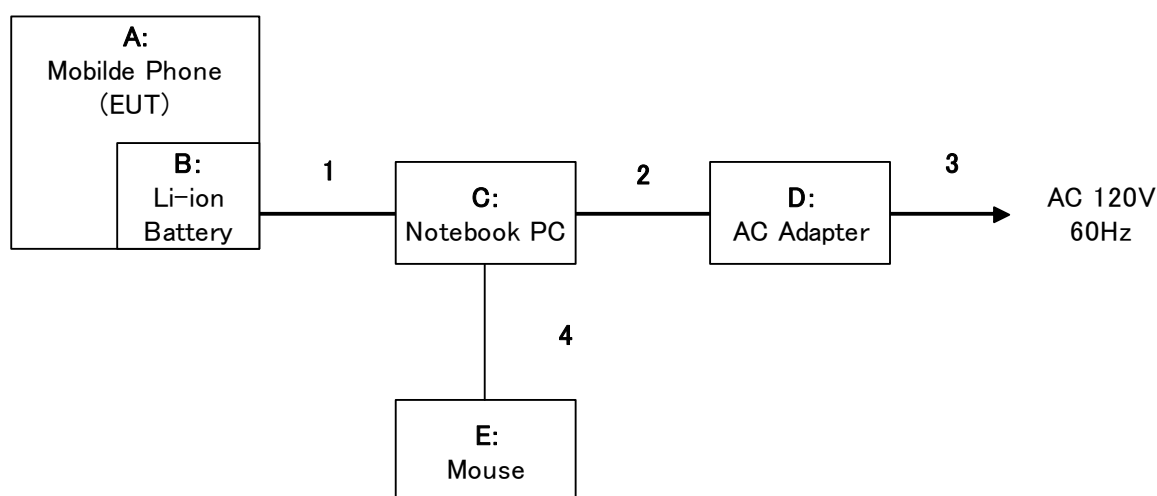 A:
Mobilde Phone
(EUT)
B:
Li-ion
Battery
1
C:
Notebook PC
2
D:
AC Adapter
3
AC 120V
60Hz
4
E:
Mouse